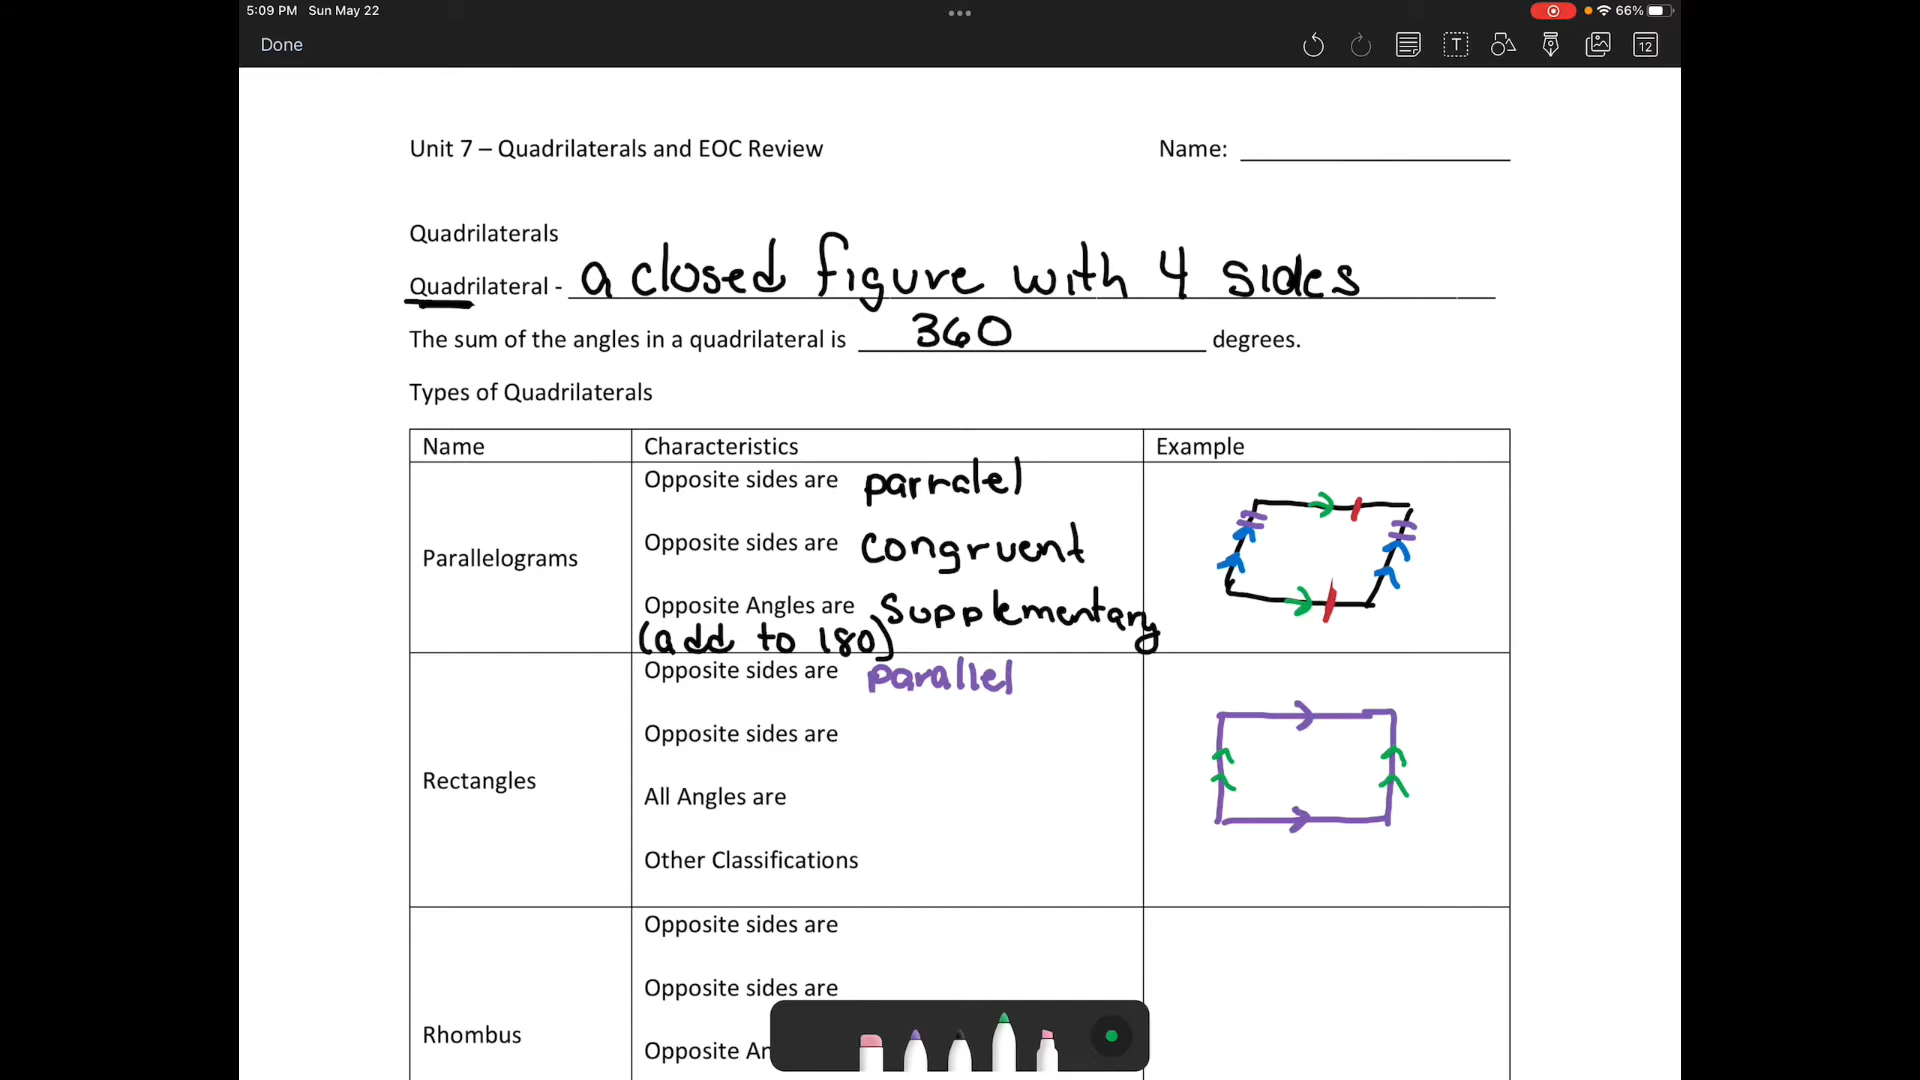 5:09 PM Sun May 22
66%
Done
T
12
Unit 7 – Quadrilaterals and EOC Review Name:
Quadrilaterals
Quadrilateral - a closed figure with 4 sides
The sum of the angles in a quadrilateral is 360 degrees.
Types of Quadrilaterals
Name Characteristics Example
Opposite sides are parralel
Opposite sides are congruent
Parallelograms
Opposite Angles are supplementary
(add to 180)
Opposite sides are parallel
Opposite sides are
Rectangles
All Angles are
Other Classifications
Opposite sides are
Opposite sides are
Rhombus
Opposite An